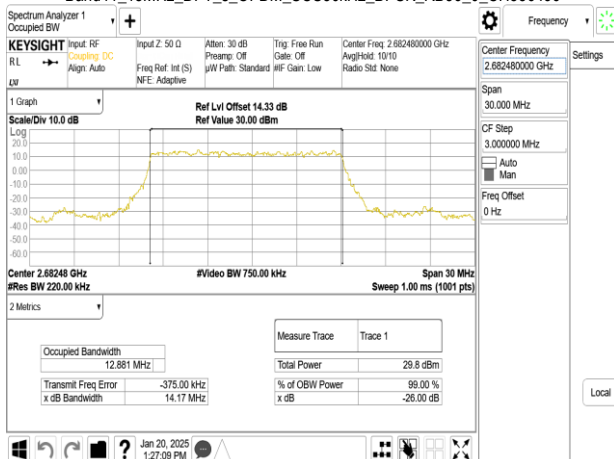 Spectrum Analyzer 1
Occupied BW
Frequency
KEYSIGHT
RL
LXI
Input: RF
Coupling: DC
Align: Auto
Input Z: 50 Ω
Freq Ref: Int (S)
NFE: Adaptive
Atten: 30 dB
Preamp: Off
µW Path: Standard
Trig: Free Run
Gate: Off
#IF Gain: Low
Center Freq: 2.682480000 GHz
Avg|Hold: 10/10
Radio Std: None
Center Frequency
2.682480000 GHz
Settings
Span
30.000 MHz
CF Step
3.000000 MHz
Auto
Man
Freq Offset
0 Hz
1 Graph
Scale/Div 10.0 dB
Ref Lvl Offset 14.33 dB
Ref Value 30.00 dBm
Log
20.0
10.0
0.00
-10.0
-20.0
-30.0
-40.0
-50.0
-60.0
Center 2.68248 GHz
#Video BW 750.00 kHz
Span 30 MHz
#Res BW 220.00 kHz
Sweep 1.00 ms (1001 pts)
2 Metrics
Measure Trace Trace 1
Occupied Bandwidth
12.881 MHz
Total Power 29.8 dBm
Transmit Freq Error -375.00 kHz
% of OBW Power 99.00 %
x dB Bandwidth 14.17 MHz
x dB -26.00 dB
Local
Jan 20, 2025
1:27:09 PM